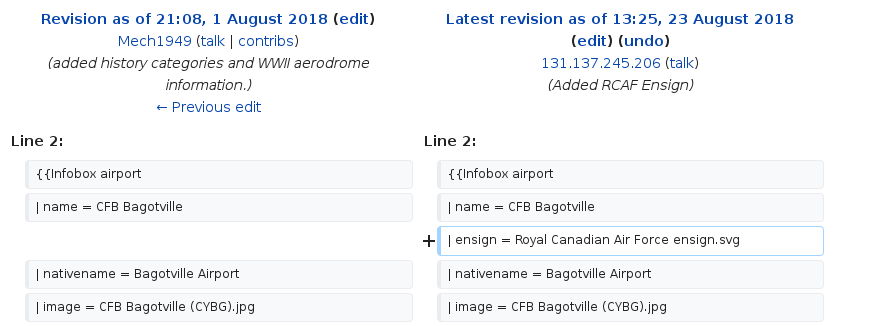 Revision as of 21:08, 1 August 2018 (edit)
Mech1949 (talk | contribs)
(added history categories and WWII aerodrome
information.)
← Previous edit
Latest revision as of 13:25, 23 August 2018
(edit) (undo)
131.137.245.206 (talk)
(Added RCAF Ensign)
Line 2:
Line 2:
{{Infobox airport
{{Infobox airport
| name = CFB Bagotville
| name = CFB Bagotville
+ | ensign = Royal Canadian Air Force ensign.svg
| nativename = Bagotville Airport
| nativename = Bagotville Airport
| image = CFB Bagotville (CYBG).jpg
| image = CFB Bagotville (CYBG).jpg